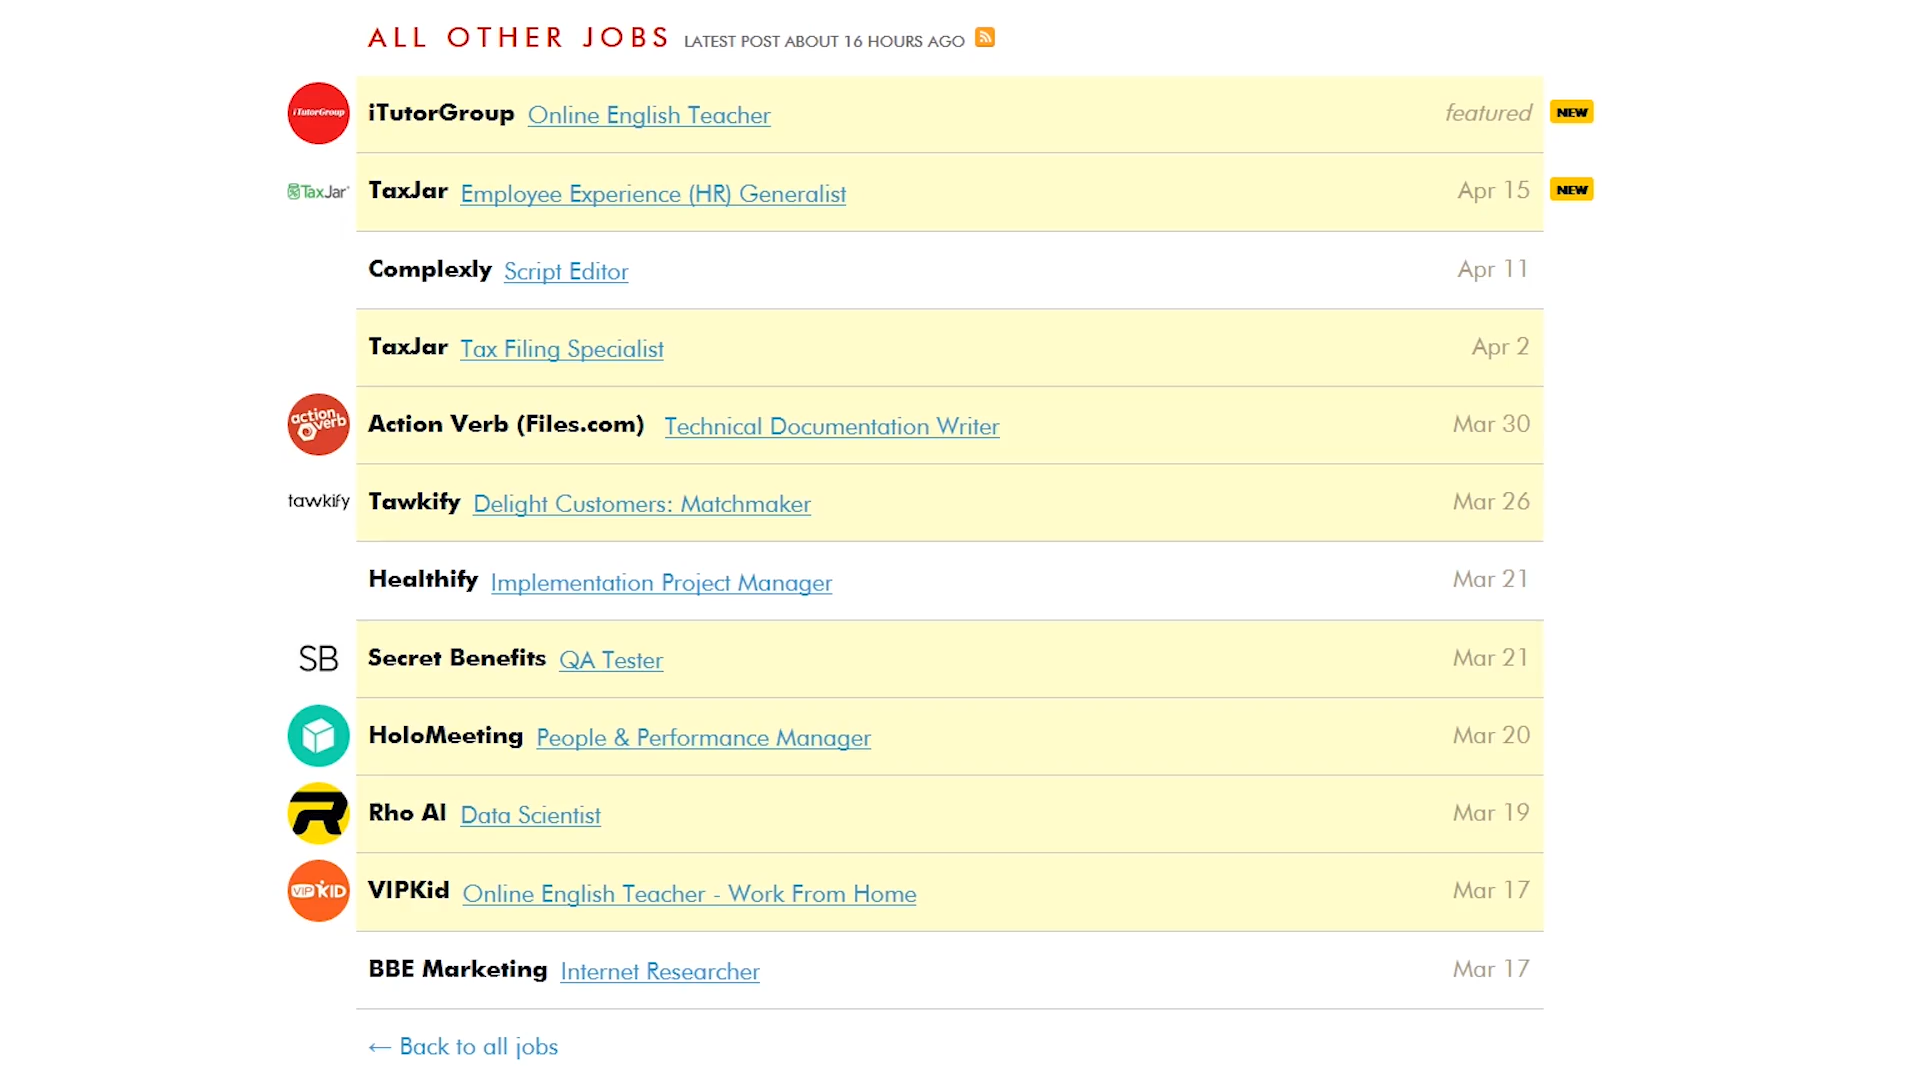 ALL OTHER JOBS LATEST POST ABOUT 16 HOURS AGO
iTutorGroup iTutorGroup Online English Teacher featured NEW
TaxJar TaxJar Employee Experience (HR) Generalist Apr 15 NEW
Complexly Script Editor Apr 11
TaxJar Tax Filing Specialist Apr 2
action verb Action Verb (Files.com) Technical Documentation Writer Mar 30
tawkify Tawkify Delight Customers: Matchmaker Mar 26
Healthify Implementation Project Manager Mar 21
SB Secret Benefits QA Tester Mar 21
HoloMeeting People & Performance Manager Mar 20
R Rho AI Data Scientist Mar 19
VIPKID VIPKid Online English Teacher - Work From Home Mar 17
BBE Marketing Internet Researcher Mar 17
← Back to all jobs